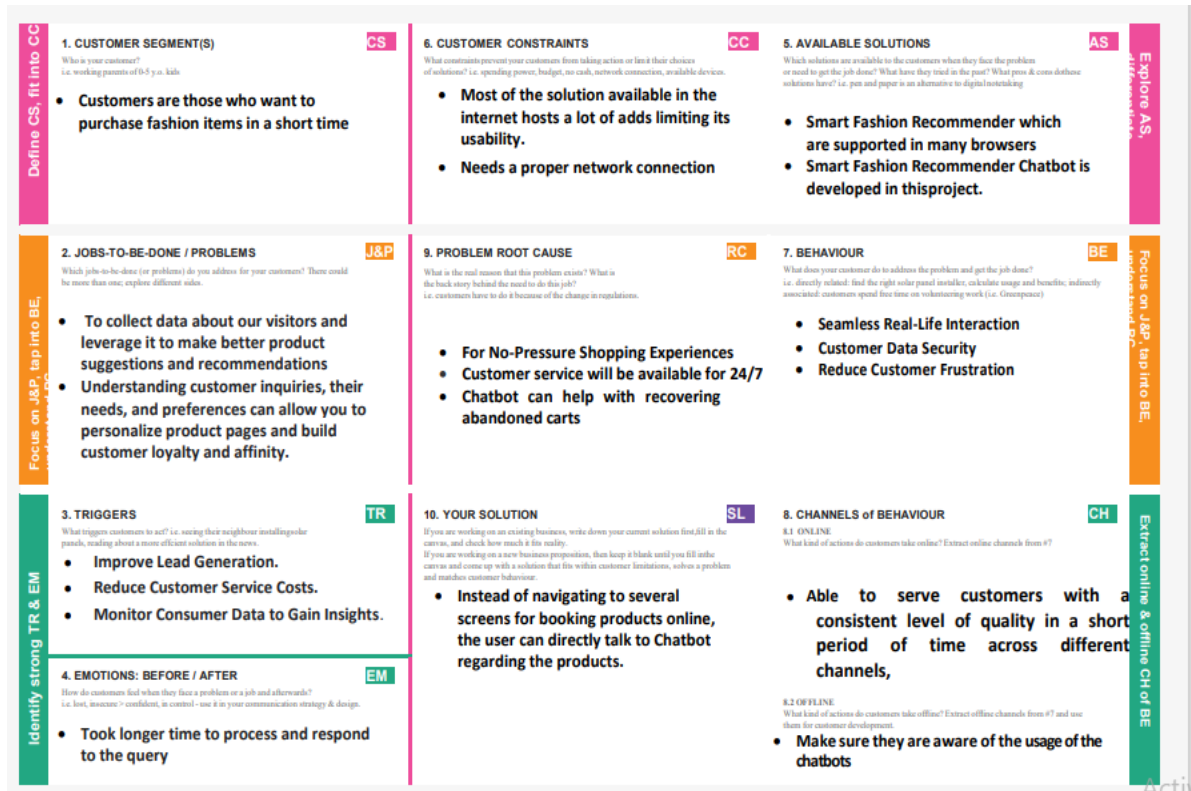 Define CS, fit into CC
1. CUSTOMER SEGMENT(S)
CS
Who is your customer?
i.e. working parents of 0-5 y.o. kids
• Customers are those who want to
purchase fashion items in a short time
6. CUSTOMER CONSTRAINTS
CC
What constraints prevent your customers from taking action or limit their choices
of solutions? i.e. spending power, budget, no cash, network connection, available devices.
• Most of the solution available in the
internet hosts a lot of adds limiting its
usability.
• Needs a proper network connection
5. AVAILABLE SOLUTIONS
AS
Which solutions are available to the customers when they face the problem
or need to get the job done? What have they tried in the past? What pros & cons dothese
solutions have? i.e. pen and paper is an alternative to digital notetaking
• Smart Fashion Recommender which
are supported in many browsers
• Smart Fashion Recommender Chatbot is
developed in thisproject.
Explore AS,
Focus on J&P, tap into BE,
2. JOBS-TO-BE-DONE / PROBLEMS
J&P
Which jobs-to-be-done (or problems) do you address for your customers? There could
be more than one; explore different sides.
• To collect data about our visitors and
leverage it to make better product
suggestions and recommendations
• Understanding customer inquiries, their
needs, and preferences can allow you to
personalize product pages and build
customer loyalty and affinity.
9. PROBLEM ROOT CAUSE
RC
What is the real reason that this problem exists? What is
the back story behind the need to do this job?
i.e. customers have to do it because of the change in regulations.
• For No-Pressure Shopping Experiences
• Customer service will be available for 24/7
• Chatbot can help with recovering
abandoned carts
7. BEHAVIOUR
BE
What does your customer do to address the problem and get the job done?
i.e. directly related: find the right solar panel installer, calculate usage and benefits; indirectly
associated: customers spend free time on volunteering work (i.e. Greenpeace)
• Seamless Real-Life Interaction
• Customer Data Security
• Reduce Customer Frustration
Focus on J&P, tap into BE,
Identify strong TR & EM
3. TRIGGERS
TR
What triggers customers to act? i.e. seeing their neighbour installingsolar
panels, reading about a more effcient solution in the news.
• Improve Lead Generation.
• Reduce Customer Service Costs.
• Monitor Consumer Data to Gain Insights.
4. EMOTIONS: BEFORE / AFTER
EM
How do customers feel when they face a problem or a job and afterwards?
i.e. lost, insecure > confident, in control - use it in your communication strategy & design.
• Took longer time to process and respond
to the query
10. YOUR SOLUTION
SL
If you are working on an existing business, write down your current solution first,fill in the
canvas, and check how much it fits reality.
If you are working on a new business proposition, then keep it blank until you fill inthe
canvas and come up with a solution that fits within customer limitations, solves a problem
and matches customer behaviour.
• Instead of navigating to several
screens for booking products online,
the user can directly talk to Chatbot
regarding the products.
8. CHANNELS of BEHAVIOUR
CH
8.1 ONLINE
What kind of actions do customers take online? Extract online channels from #7
• Able to serve customers with a
consistent level of quality in a short
period of time across different
channels,
8.2 OFFLINE
What kind of actions do customers take offline? Extract offline channels from #7 and use
them for customer development.
• Make sure they are aware of the usage of the
chatbots
Extract online & offline CH of BE